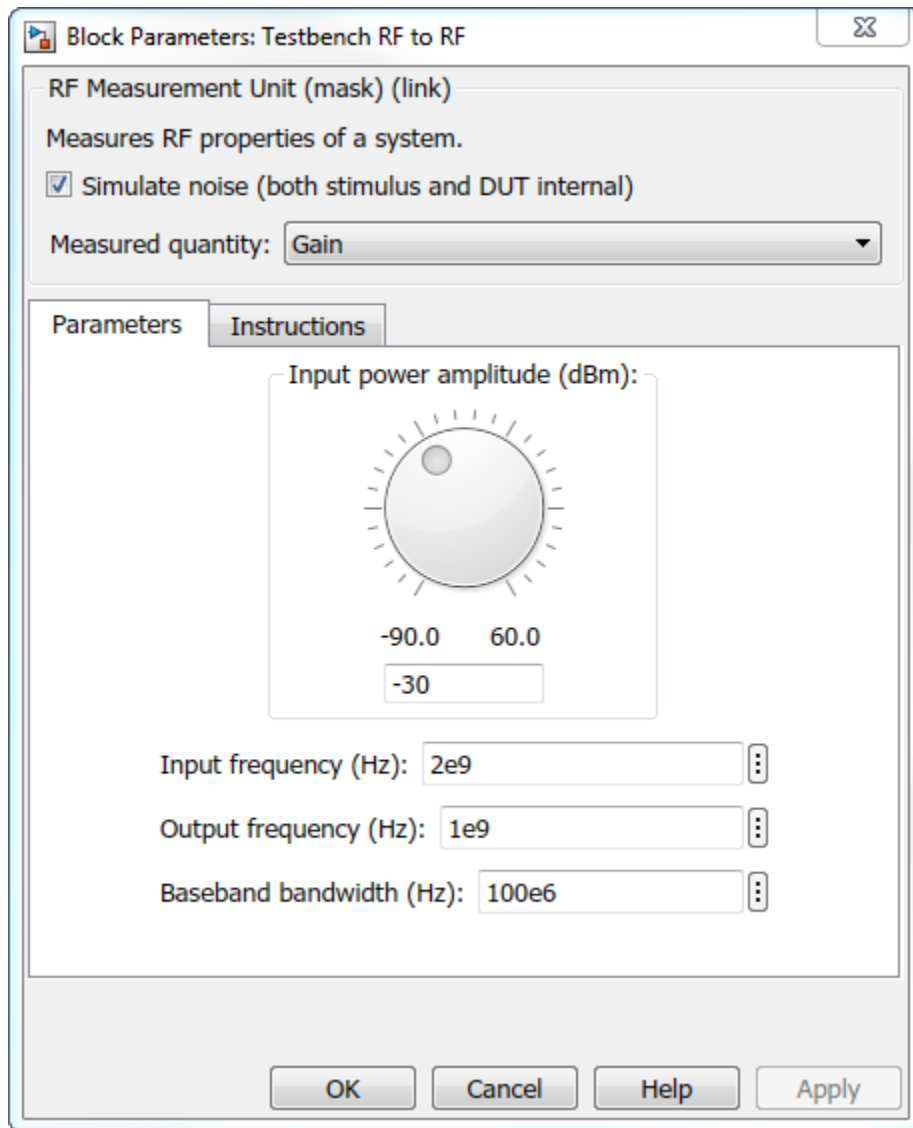 Block Parameters: Testbench RF to RF
RF Measurement Unit (mask) (link)
Measures RF properties of a system.
Simulate noise (both stimulus and DUT internal)
Measured quantity: Gain
Parameters Instructions
Input power amplitude (dBm):
-90.0 60.0
-30
Input frequency (Hz): 2e9
Output frequency (Hz): 1e9
Baseband bandwidth (Hz): 100e6
OK Cancel Help Apply